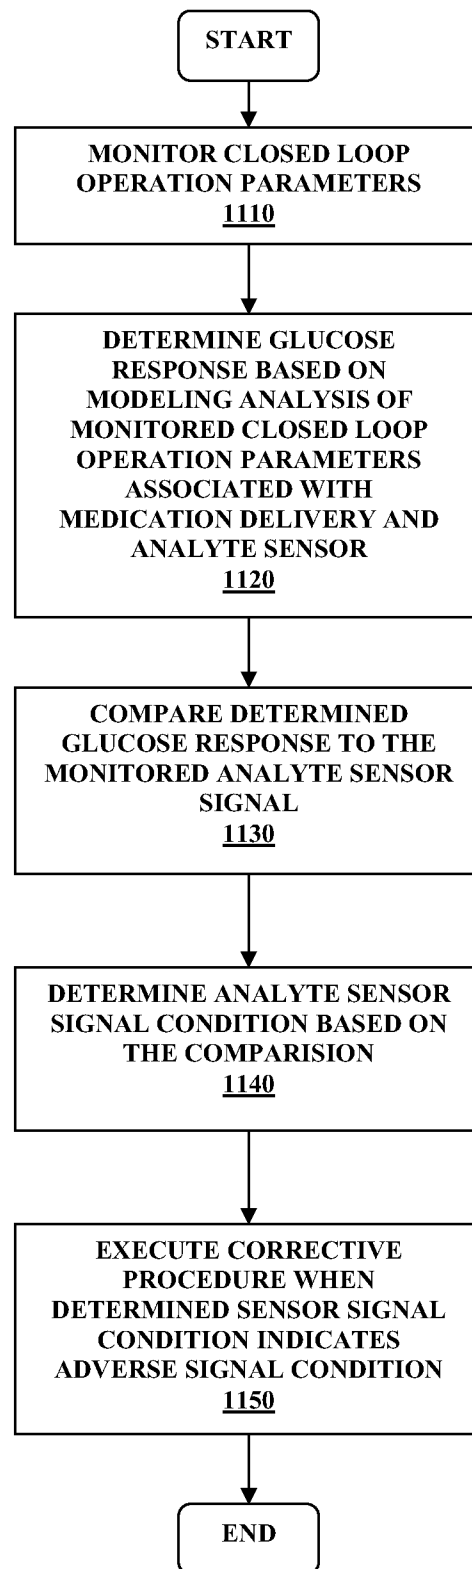 START
MONITOR CLOSED LOOP
OPERATION PARAMETERS
1110
DETERMINE GLUCOSE
RESPONSE BASED ON
MODELING ANALYSIS OF
MONITORED CLOSED LOOP
OPERATION PARAMETERS
ASSOCIATED WITH
MEDICATION DELIVERY AND
ANALYTE SENSOR
1120
COMPARE DETERMINED
GLUCOSE RESPONSE TO THE
MONITORED ANALYTE SENSOR
SIGNAL
1130
DETERMINE ANALYTE SENSOR
SIGNAL CONDITION BASED ON
THE COMPARISION
1140
EXECUTE CORRECTIVE
PROCEDURE WHEN
DETERMINED SENSOR SIGNAL
CONDITION INDICATES
ADVERSE SIGNAL CONDITION
1150
END